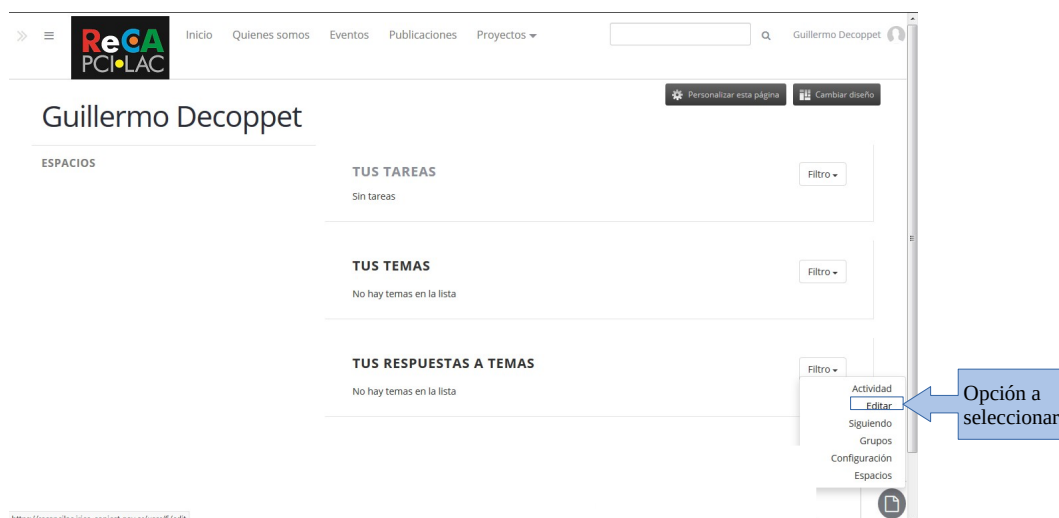 ReCA
PCI•LAC
Inicio Quienes somos Eventos Publicaciones Proyectos
Guillermo Decoppet
Personalizar esta página Cambiar diseño
Guillermo Decoppet
ESPACIOS
TUS TAREAS
Filtro
Sin tareas
TUS TEMAS
Filtro
No hay temas en la lista
TUS RESPUESTAS A TEMAS
Filtro
No hay temas en la lista
Actividad
Editar
Siguiendo
Grupos
Configuración
Espacios
Opción a
seleccionar